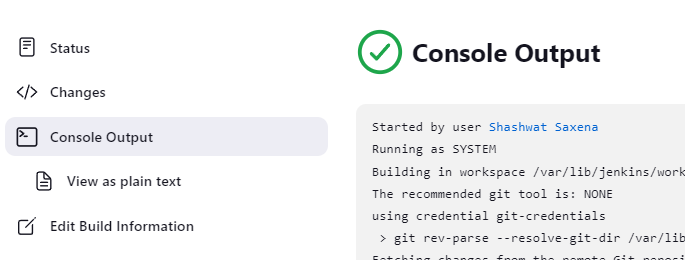 Status
Changes
Console Output
View as plain text
Edit Build Information
Console Output
Started by user Shashwat Saxena
Running as SYSTEM
Building in workspace /var/lib/jenkins/work
The recommended git tool is: NONE
using credential git-credentials
> git rev-parse --resolve-git-dir /var/lib
Fetching changes from the remote Git